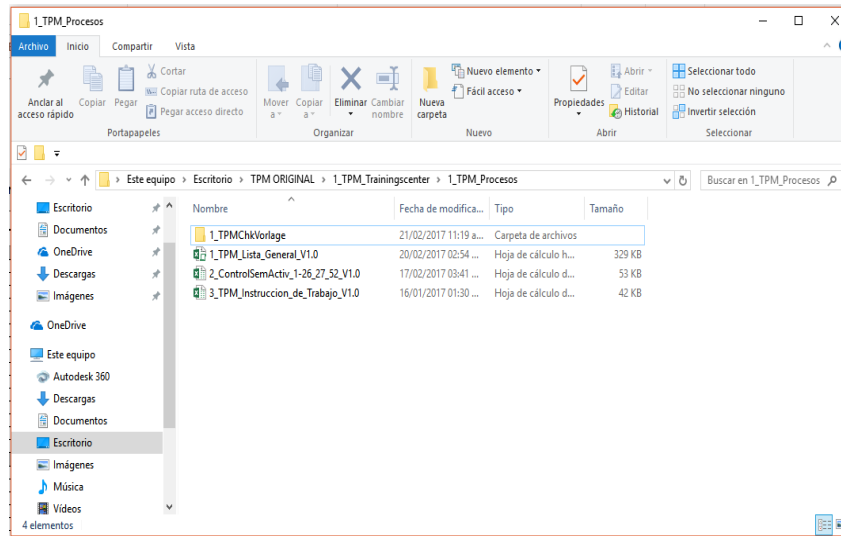 1_TPM_Procesos
Archivo Inicio Compartir Vista
Anclar al acceso rápido
Copiar
Pegar
Cortar
Copiar ruta de acceso
Pegar acceso directo
Portapapeles
Mover a
Copiar a
Eliminar
Cambiar nombre
Organizar
Nueva carpeta
Nuevo elemento
Fácil acceso
Nuevo
Propiedades
Abrir
Editar
Historial
Abrir
Seleccionar todo
No seleccionar ninguno
Invertir selección
Seleccionar
> Este equipo > Escritorio > TPM ORIGINAL > 1_TPM_Trainingscenter > 1_TPM_Procesos
Buscar en 1_TPM_Procesos
Escritorio
Documentos
OneDrive
Descargas
Imágenes
OneDrive
Este equipo
Autodesk 360
Descargas
Documentos
Escritorio
Imágenes
Música
Vídeos
Nombre Fecha de modifica... Tipo Tamaño
1_TPMChkVorlage 21/02/2017 11:19 a... Carpeta de archivos
1_TPM_Lista_General_V1.0 20/02/2017 02:54 ... Hoja de cálculo h... 329 KB
2_ControlSemActiv_1-26_27_52_V1.0 17/02/2017 03:41 ... Hoja de cálculo d... 53 KB
3_TPM_Instruccion_de_Trabajo_V1.0 16/01/2017 01:30 ... Hoja de cálculo d... 42 KB
4 elementos